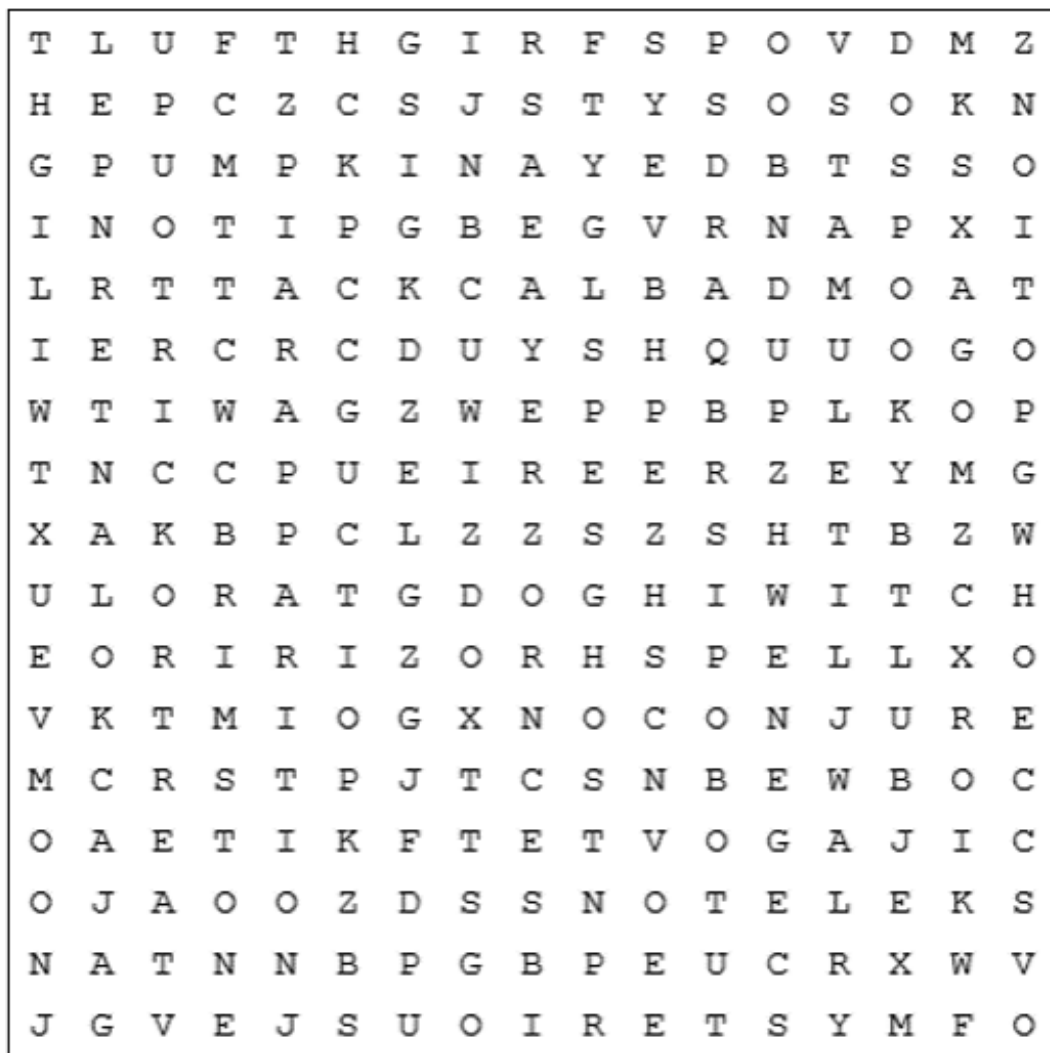 T L U F T H G I R F S P O V D M Z
H E P C Z C S J S T Y S O S O K N
G P U M P K I N A Y E D B T S S O
I N O T I P G B E G V R N A P X I
L R T T A C K C A L B A D M O A T
I E R C R C D U Y S H Q U U O G O
W T I W A G Z W E P P B P L K O P
T N C C P U E I R E E R Z E Y M G
X A K B P C L Z Z S Z S H T B Z W
U L O R A T G D O G H I W I T C H
E O R I R I Z O R H S P E L L X O
V K T M I O G X N O C O N J U R E
M C R S T P J T C S N B E W B O C
O A E T I K F T E T V O G A J I C
O J A O O Z D S S N O T E L E K S
N A T N N B P G B P E U C R X W V
J G V E J S U O I R E T S Y M F O